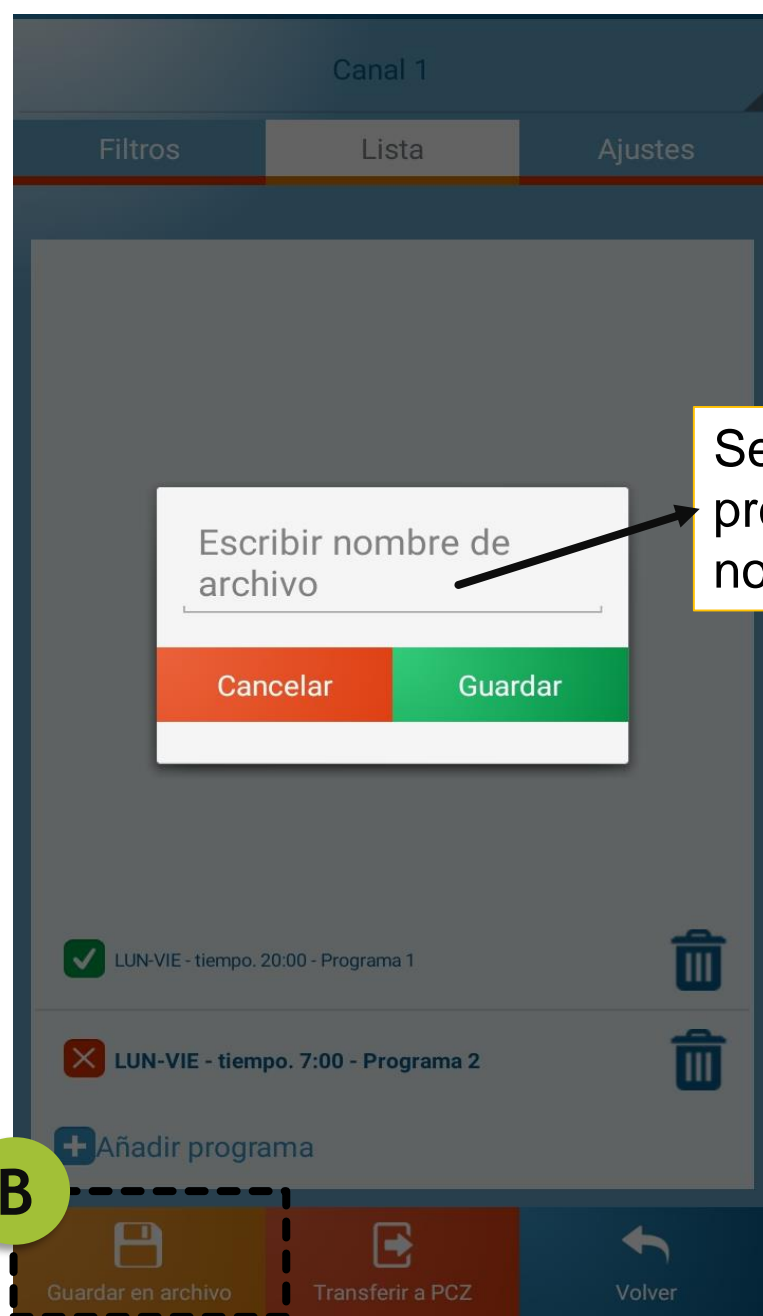 Canal 1
Filtros Lista Ajustes
Se
pr
no
Escribir nombre de
archivo
Cancelar Guardar
LUN-VIE - tiempo. 20:00 - Programa 1
LUN-VIE - tiempo. 7:00 - Programa 2
Añadir programa
B
Guardar en archivo Transferir a PCZ Volver